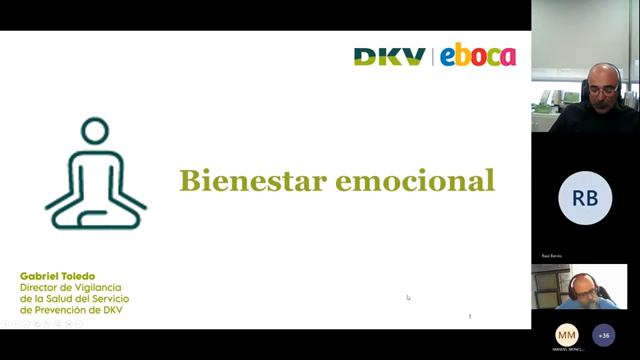 DKV | eboca
Bienestar emocional
Gabriel Toledo
Director de Vigilancia
de la Salud del Servicio
de Prevención de DKV
1
RB
Raul Benito
MM
+36